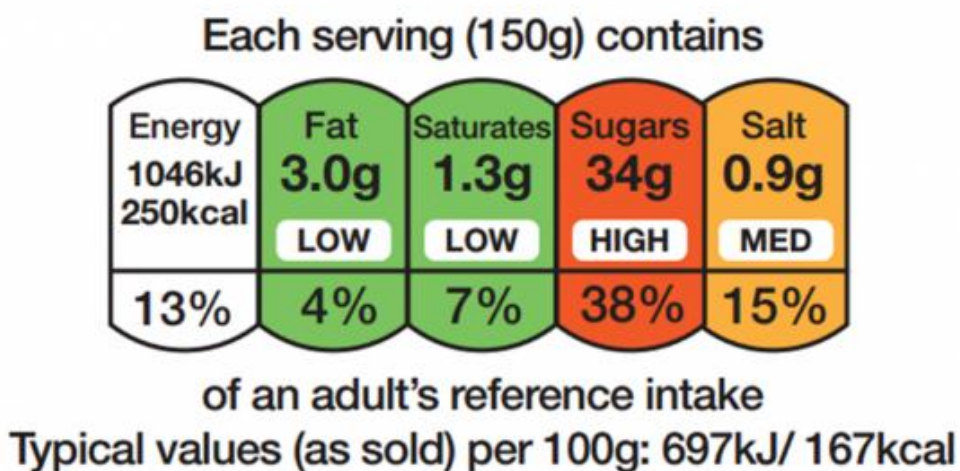 Each serving (150g) contains
Energy Fat Saturates Sugars Salt
1046kJ 3.0g 1.3g 34g 0.9g
250kcal
LOW LOW HIGH MED
13% 4% 7% 38% 15%
of an adult's reference intake
Typical values (as sold) per 100g: 697kJ/ 167kcal